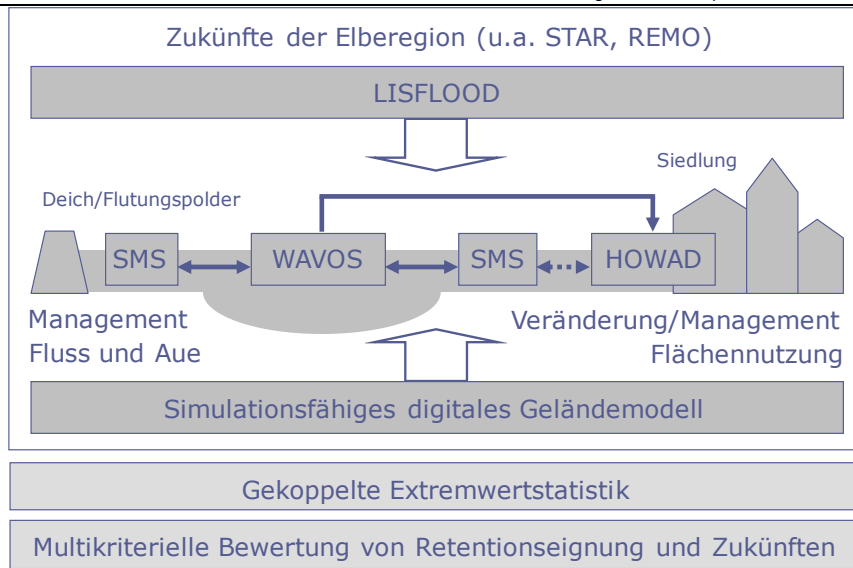 Zukünfte der Elberegion (u.a. STAR, REMO)
LISFLOOD
Siedlung
Deich/Flutungspolder
SMS
WAVOS
SMS
HOWAD
Management
Fluss und Aue
Veränderung/Management
Flächennutzung
Simulationsfähiges digitales Geländemodell
Gekoppelte Extremwertstatistik
Multikriterielle Bewertung von Retentionseignung und Zukünften